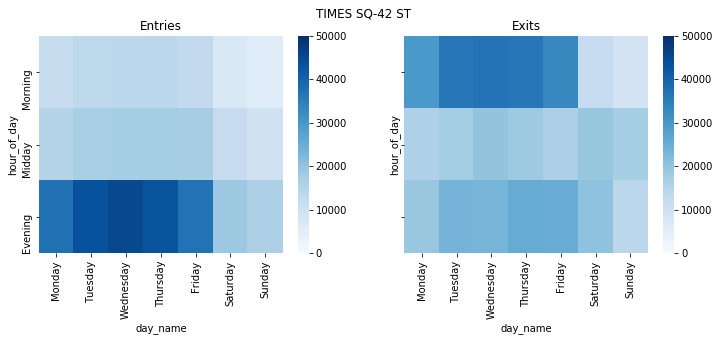 TIMES SQ-42 ST
Entries
Exits
hour_of_day
Morning
Midday
Evening
50000
40000
30000
20000
10000
0
Monday
Tuesday
Wednesday
Thursday
Friday
Saturday
Sunday
day_name
hour_of_day
50000
40000
30000
20000
10000
0
Monday
Tuesday
Wednesday
Thursday
Friday
Saturday
Sunday
day_name